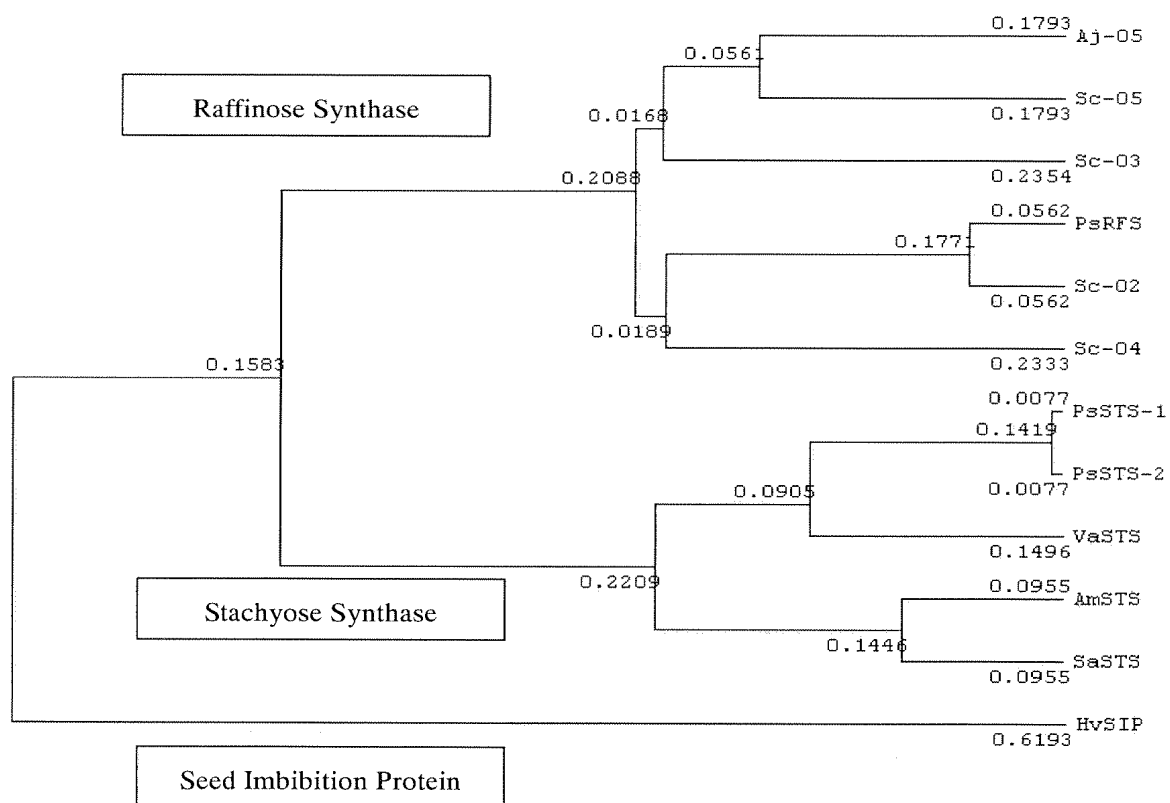 0.1793
Aj-05
0.0561
Sc-05
0.1793
Raffinose Synthase
0.0168
Sc-03
0.2354
0.2088
0.0562
PsRFS
0.1771
Sc-02
0.0562
0.0189
Sc-04
0.2333
0.1583
0.0077
PsSTS-1
0.1419
PsSTS-2
0.0077
0.0905
VaSTS
0.1496
0.2209
Stachyose Synthase
0.0955
AmSTS
0.1446
SaSTS
0.0955
HvSIP
0.6193
Seed Imbibition Protein